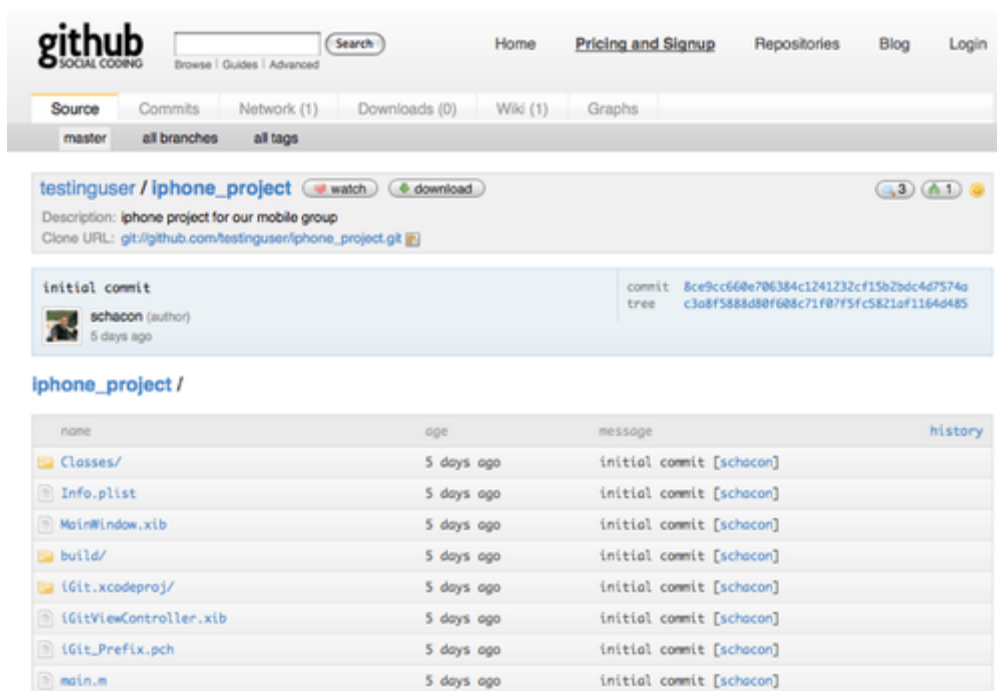 github
SOCIAL CODING
Search
Browse | Guides | Advanced
Home Pricing and Signup Repositories Blog Login
Source Commits Network (1) Downloads (0) Wiki (1) Graphs
master all branches all tags
testinguser / iphone_project watch download 3 1
Description: iphone project for our mobile group
Clone URL: git://github.com/testinguser/iphone_project.git
initial commit
schacon (author)
5 days ago
commit 8ce9cc660e706384c1241232cf15b2bdc4d7574a
tree c3a8f5888d80f608c71f07f5fc5821af1164d485
iphone_project /
name age message history
Classes/ 5 days ago initial commit [schacon]
Info.plist 5 days ago initial commit [schacon]
MainWindow.xib 5 days ago initial commit [schacon]
build/ 5 days ago initial commit [schacon]
iGit.xcodeproj/ 5 days ago initial commit [schacon]
iGitViewController.xib 5 days ago initial commit [schacon]
iGit_Prefix.pch 5 days ago initial commit [schacon]
main.m 5 days ago initial commit [schacon]